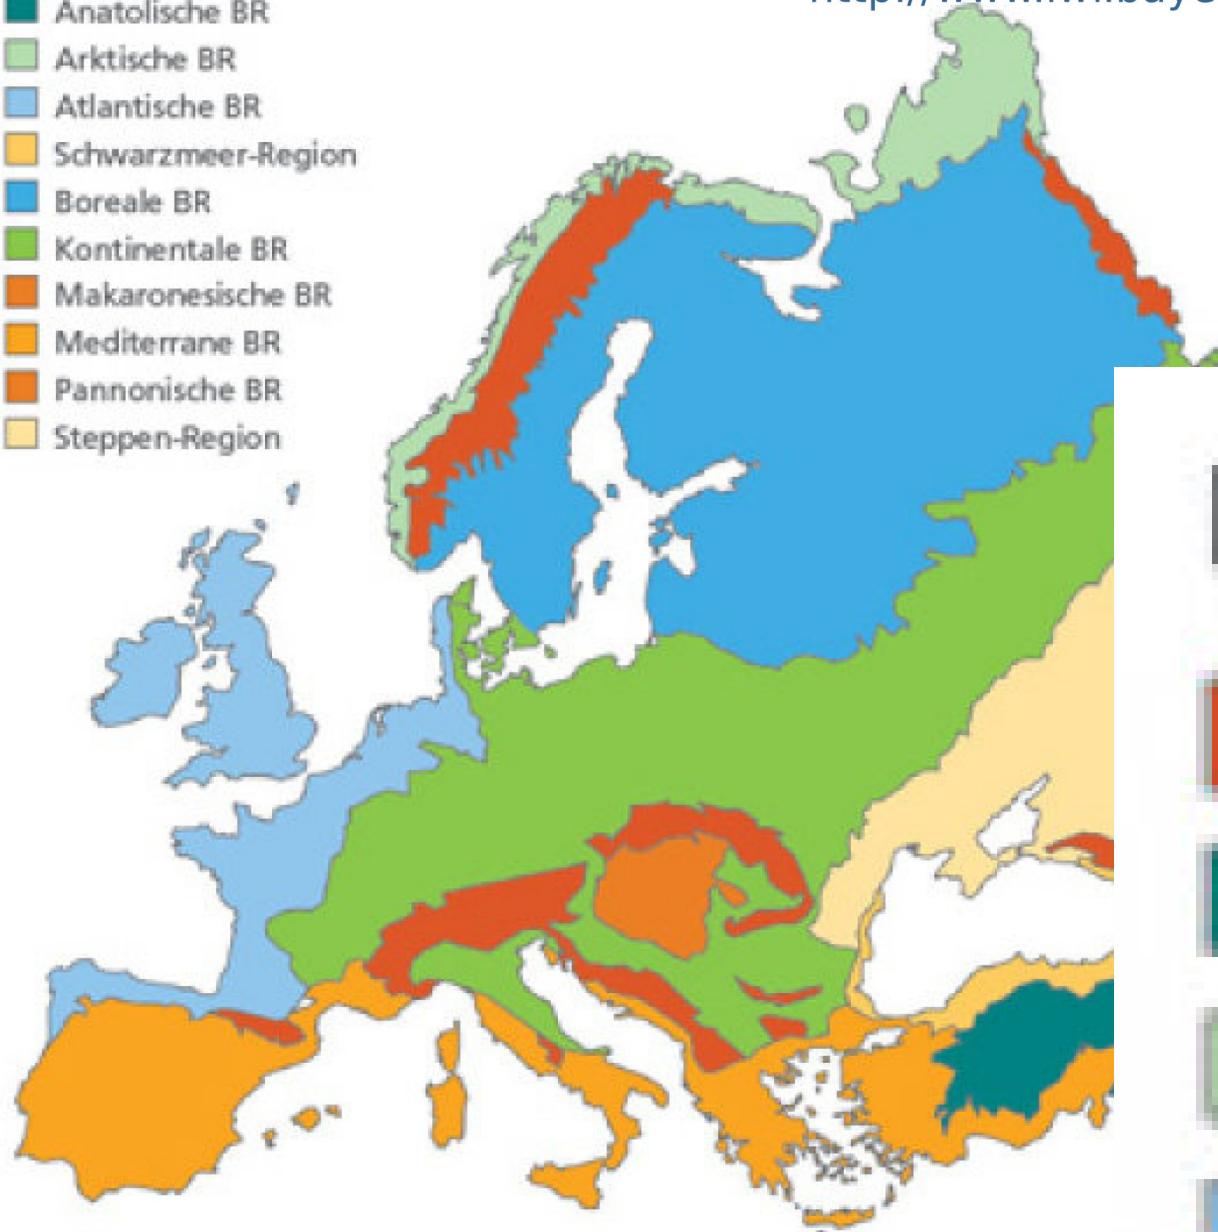 Anatolische BR
Arktische BR
Atlantische BR
Schwarzmeer-Region
Boreale BR
Kontinentale BR
Makaronesische BR
Mediterrane BR
Pannonische BR
Steppen-Region